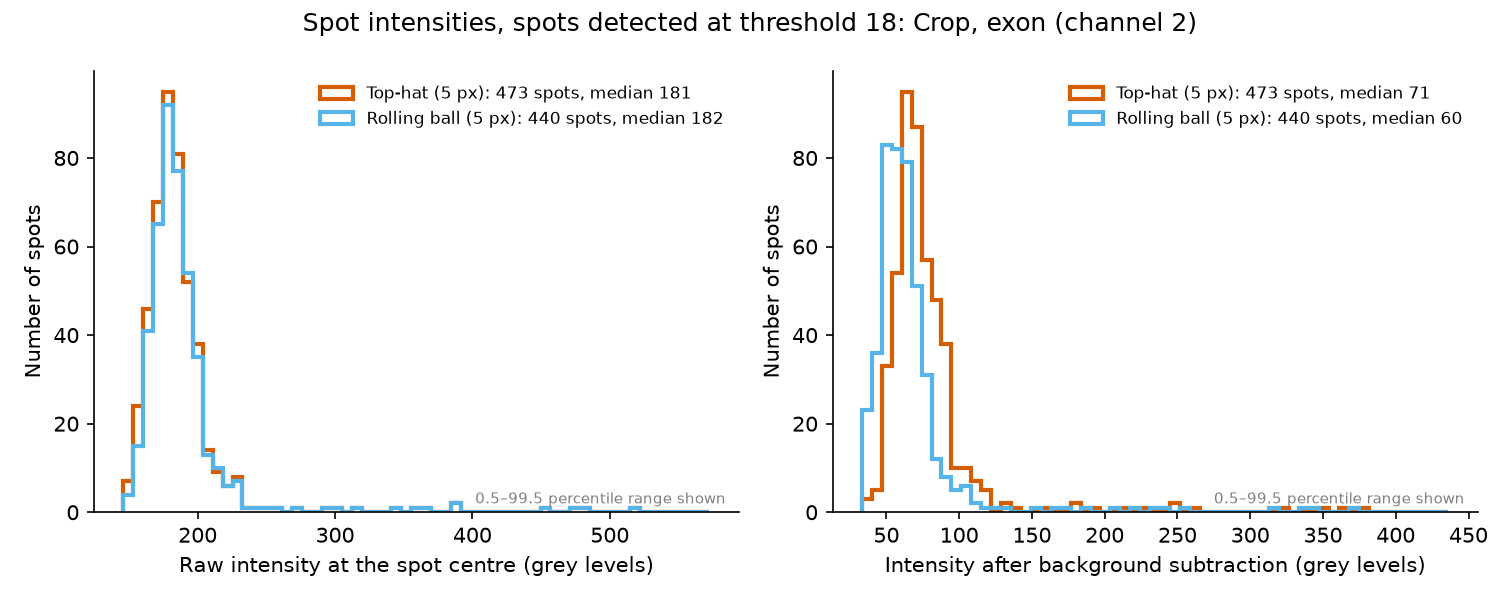 Spot intensities, spots detected at threshold 18: Crop, exon (channel 2)
Top-hat (5 px): 473 spots, median 181
Rolling ball (5 px): 440 spots, median 182
Number of spots
0
20
40
60
80
0.5–99.5 percentile range shown
200
300
400
500
Raw intensity at the spot centre (grey levels)
Top-hat (5 px): 473 spots, median 71
Rolling ball (5 px): 440 spots, median 60
Number of spots
0
20
40
60
80
0.5–99.5 percentile range shown
50
100
150
200
250
300
350
400
450
Intensity after background subtraction (grey levels)